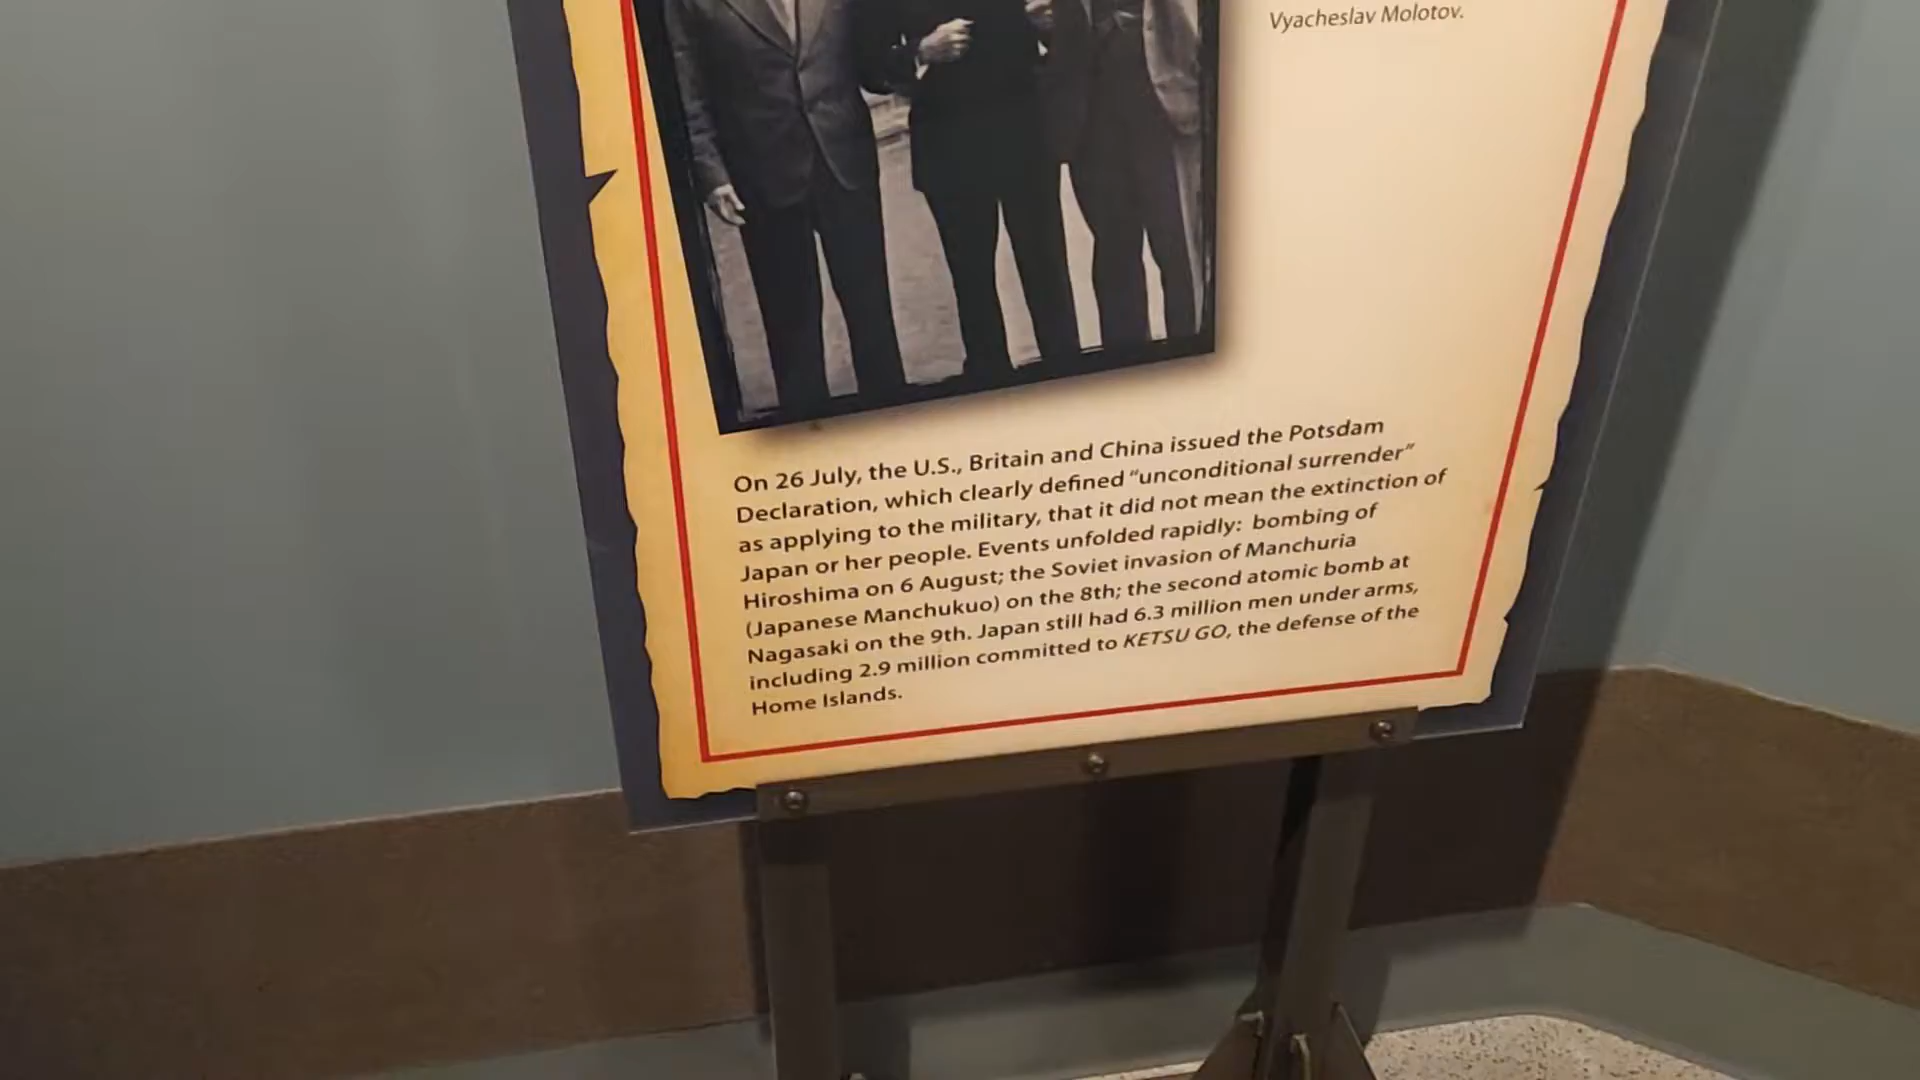 Vyacheslav Molotov.
On 26 July, the U.S., Britain and China issued the Potsdam
Declaration, which clearly defined “unconditional surrender”
as applying to the military, that it did not mean the extinction of
Japan or her people. Events unfolded rapidly: bombing of
Hiroshima on 6 August; the Soviet invasion of Manchuria
(Japanese Manchukuo) on the 8th; the second atomic bomb at
Nagasaki on the 9th. Japan still had 6.3 million men under arms,
including 2.9 million committed to KETSU GO, the defense of the
Home Islands.